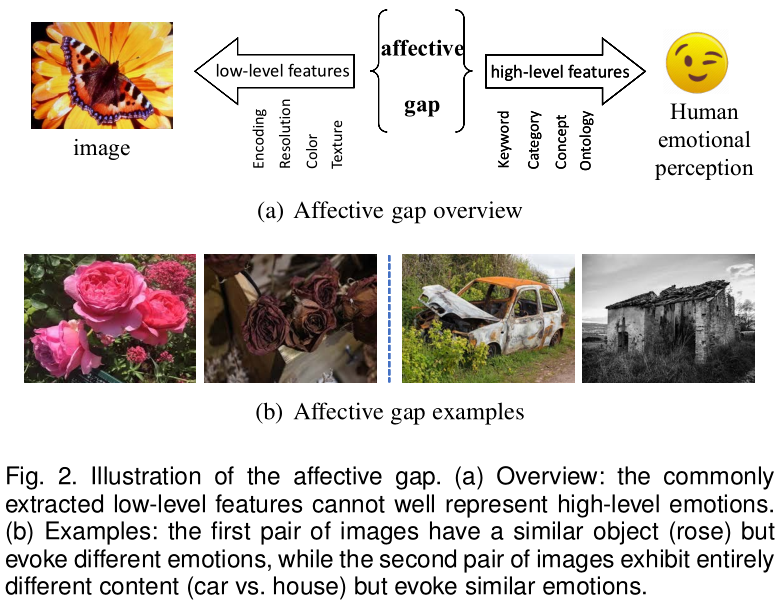 low-level features
affective
gap
high-level features
Encoding
Resolution
Color
Texture
Keyword
Category
Concept
Ontology
image
Human
emotional
perception
(a) Affective gap overview
(b) Affective gap examples
Fig. 2. Illustration of the affective gap. (a) Overview: the commonly
extracted low-level features cannot well represent high-level emotions.
(b) Examples: the first pair of images have a similar object (rose) but
evoke different emotions, while the second pair of images exhibit entirely
different content (car vs. house) but evoke similar emotions.